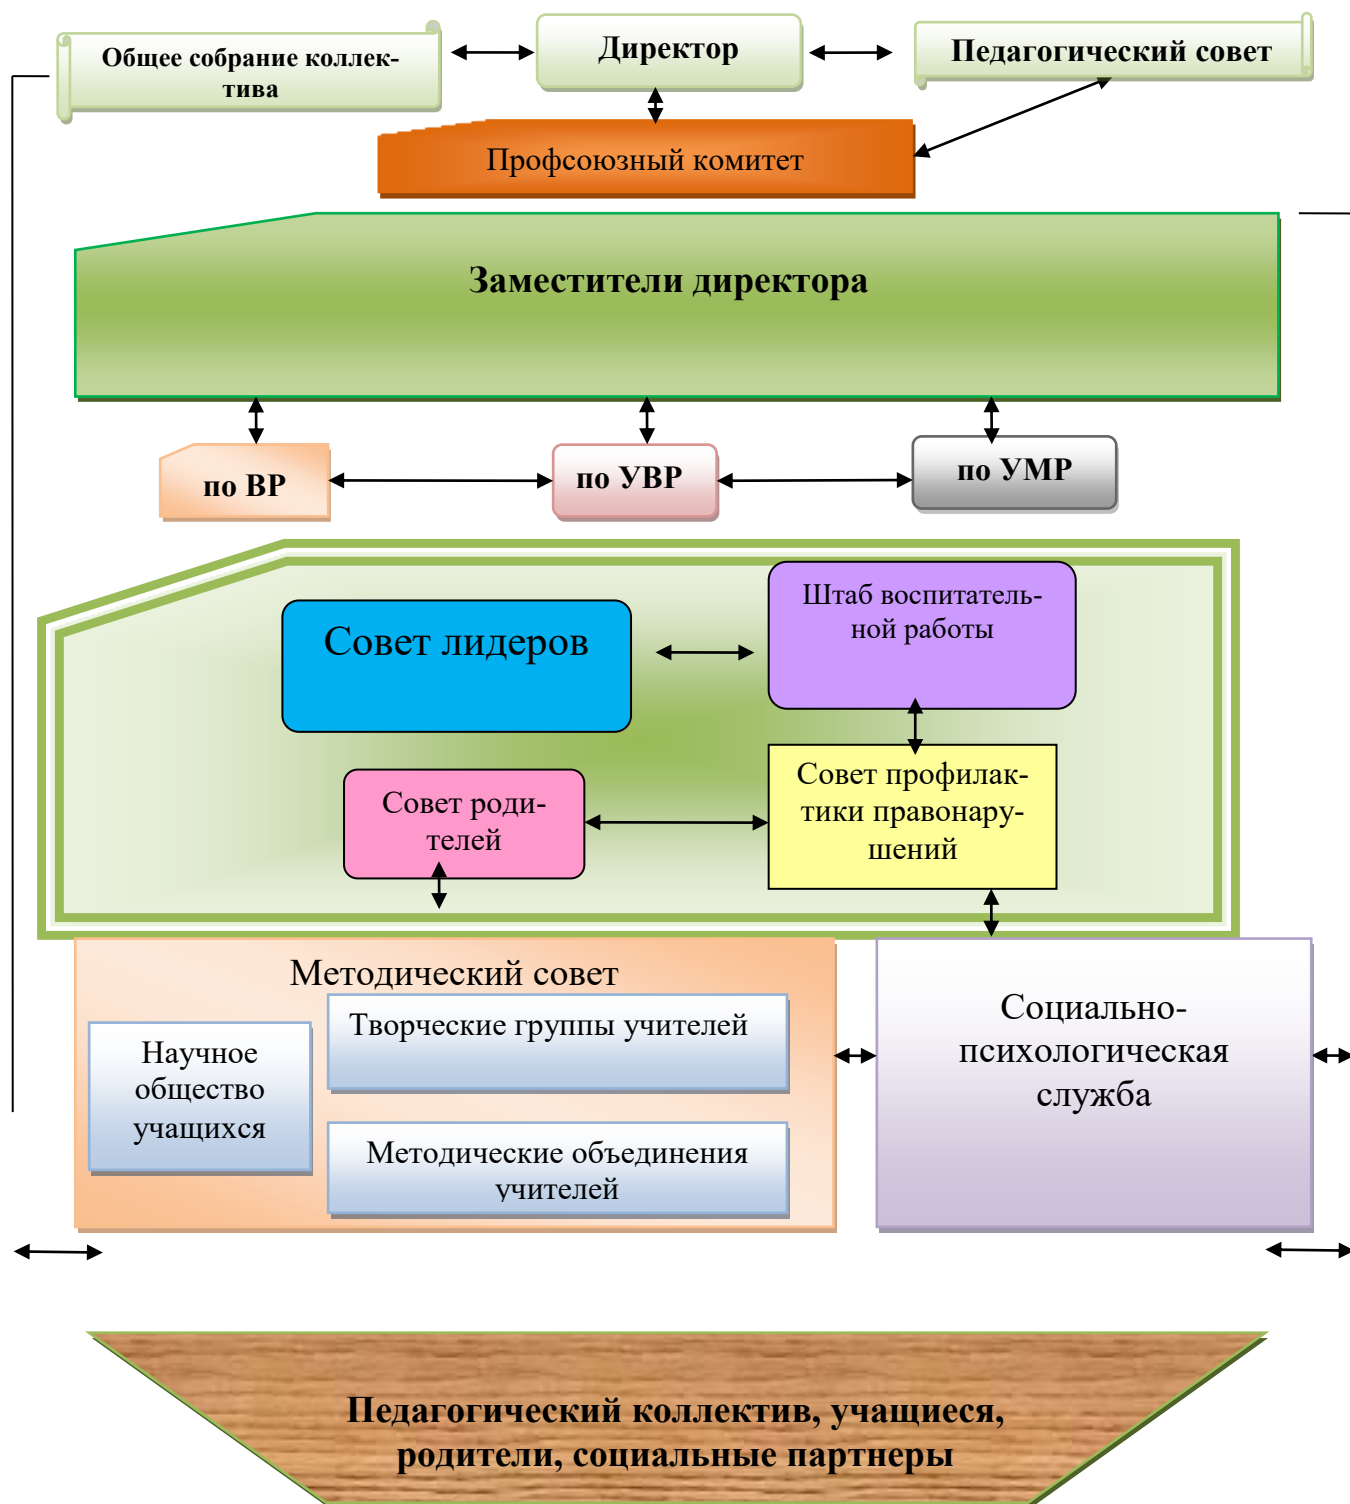 Общее собрание коллек-
тива
Директор
Педагогический совет
Профсоюзный комитет
Заместители директора
по ВР
по УВР
по УМР
Совет лидеров
Штаб воспитатель-
ной работы
Совет роди-
телей
Совет профилак-
тики правонару-
шений
Методический совет
Научное
общество
учащихся
Творческие группы учителей
Методические объединения
учителей
Социально-
психологическая
служба
Педагогический коллектив, учащиеся,
родители, социальные партнеры